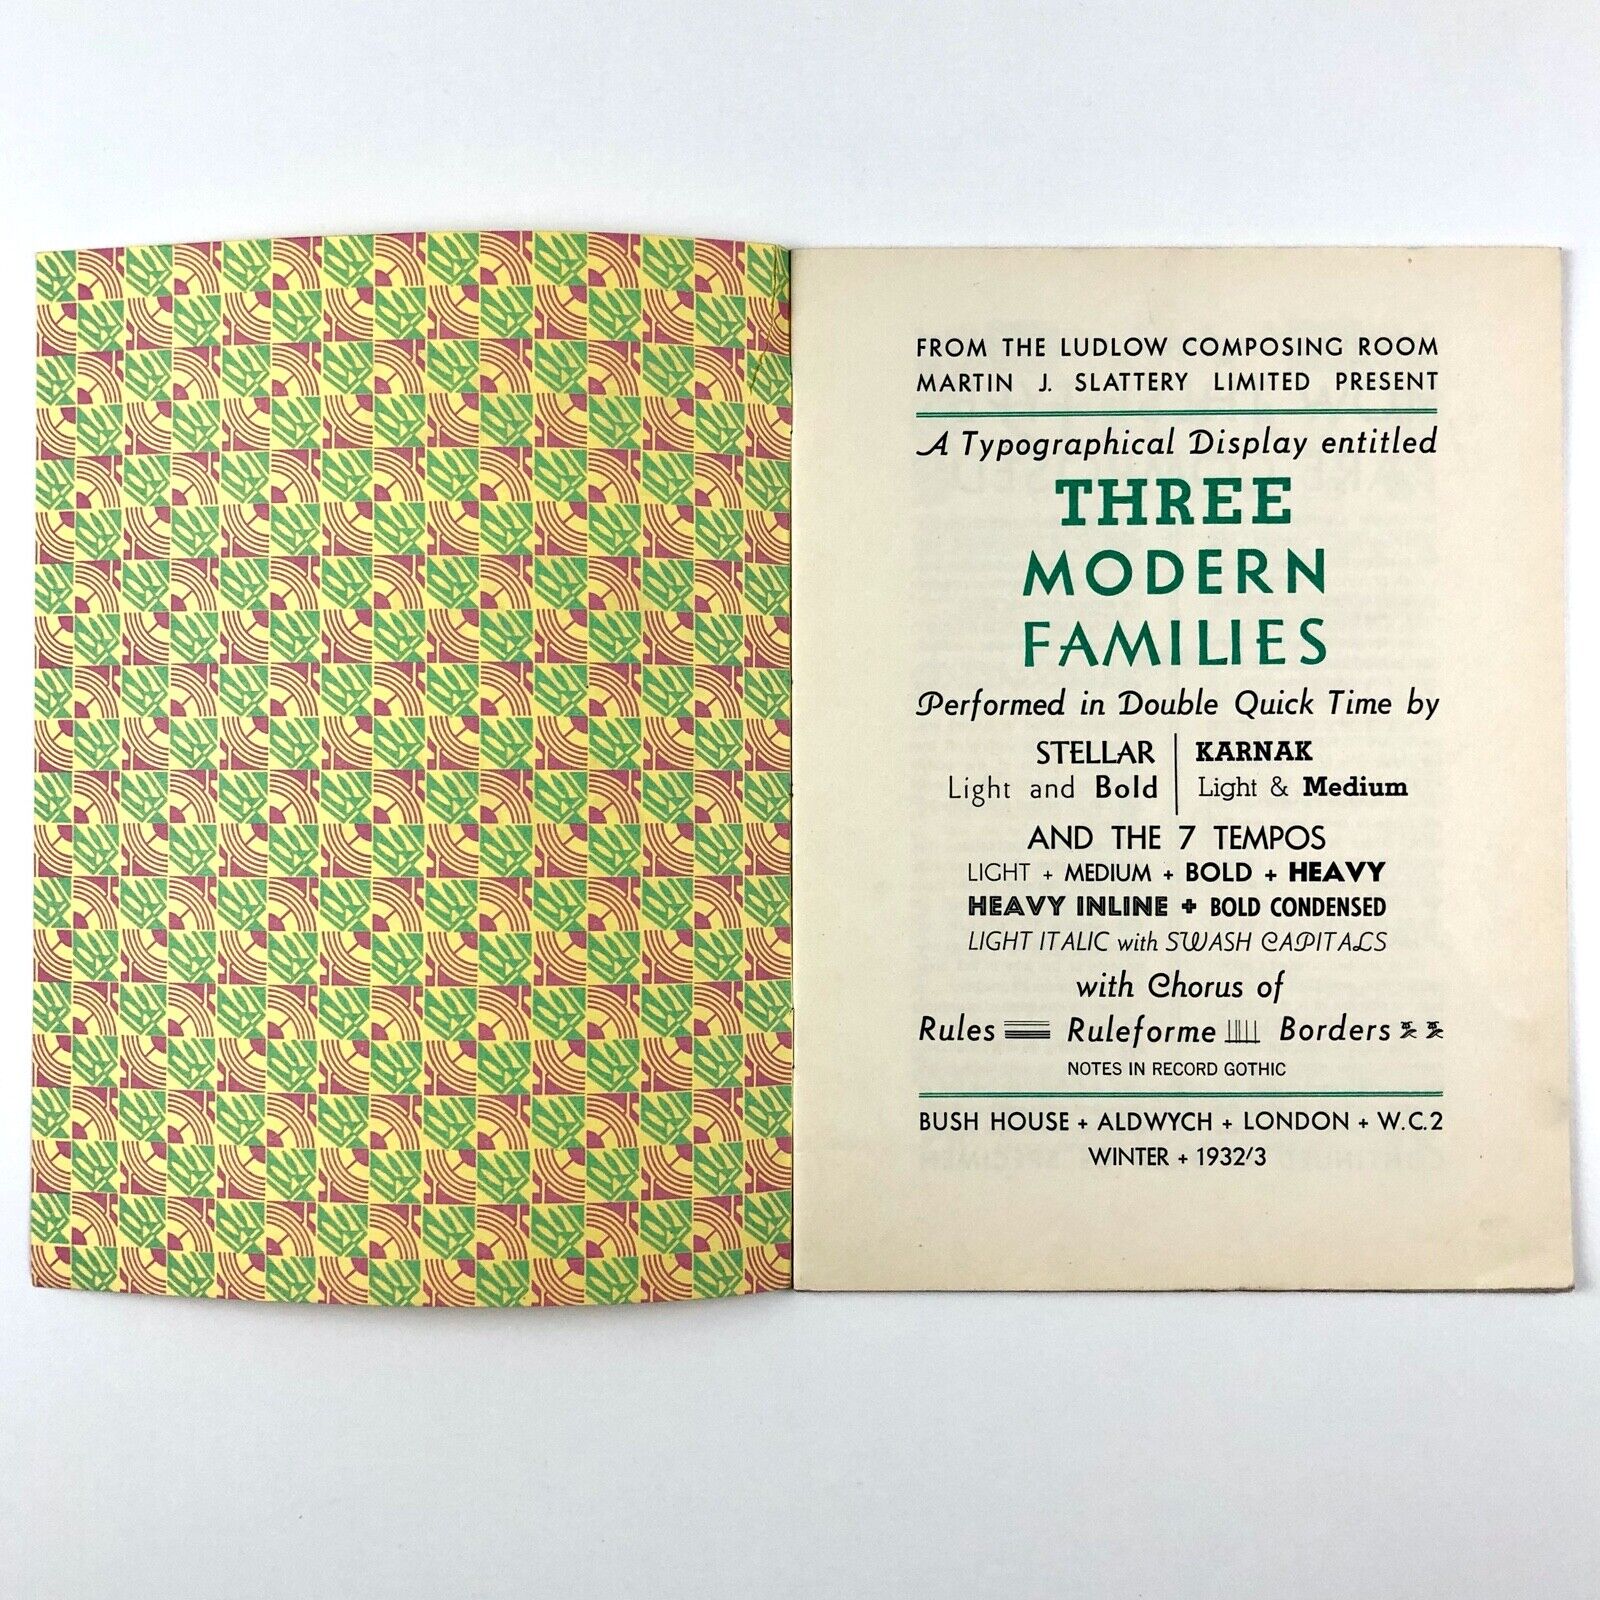 FROM THE LUDLOW COMPOSING ROOM
MARTIN J. SLATTERY LIMITED PRESENT
A Typographical Display entitled
THREE
MODERN
FAMILIES
Performed in Double Quick Time by
STELLAR
Light and Bold
KARNAK
Light & Medium
AND THE 7 TEMPOS
LIGHT + MEDIUM + BOLD + HEAVY
HEAVY INLINE + BOLD CONDENSED
LIGHT ITALIC with SWASH CAPITALS
with Chorus of
Rules Ruleforme Borders
NOTES IN RECORD GOTHIC
BUSH HOUSE + ALDWYCH + LONDON + W.C.2
WINTER + 1932/3